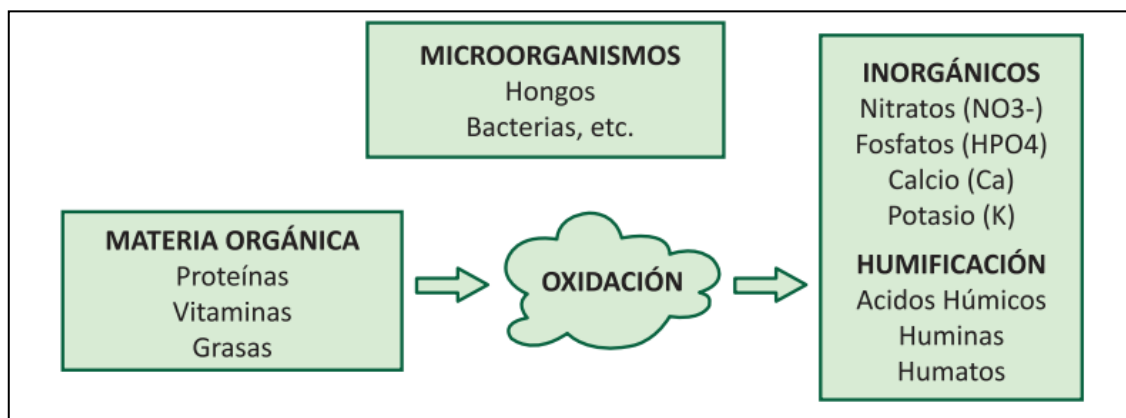 MICROORGANISMOS
Hongos
Bacterias, etc.
MATERIA ORGÁNICA
Proteínas
Vitaminas
Grasas
OXIDACIÓN
INORGÁNICOS
Nitratos (NO3-)
Fosfatos (HPO4)
Calcio (Ca)
Potasio (K)
HUMIFICACIÓN
Acidos Húmicos
Huminas
Humatos